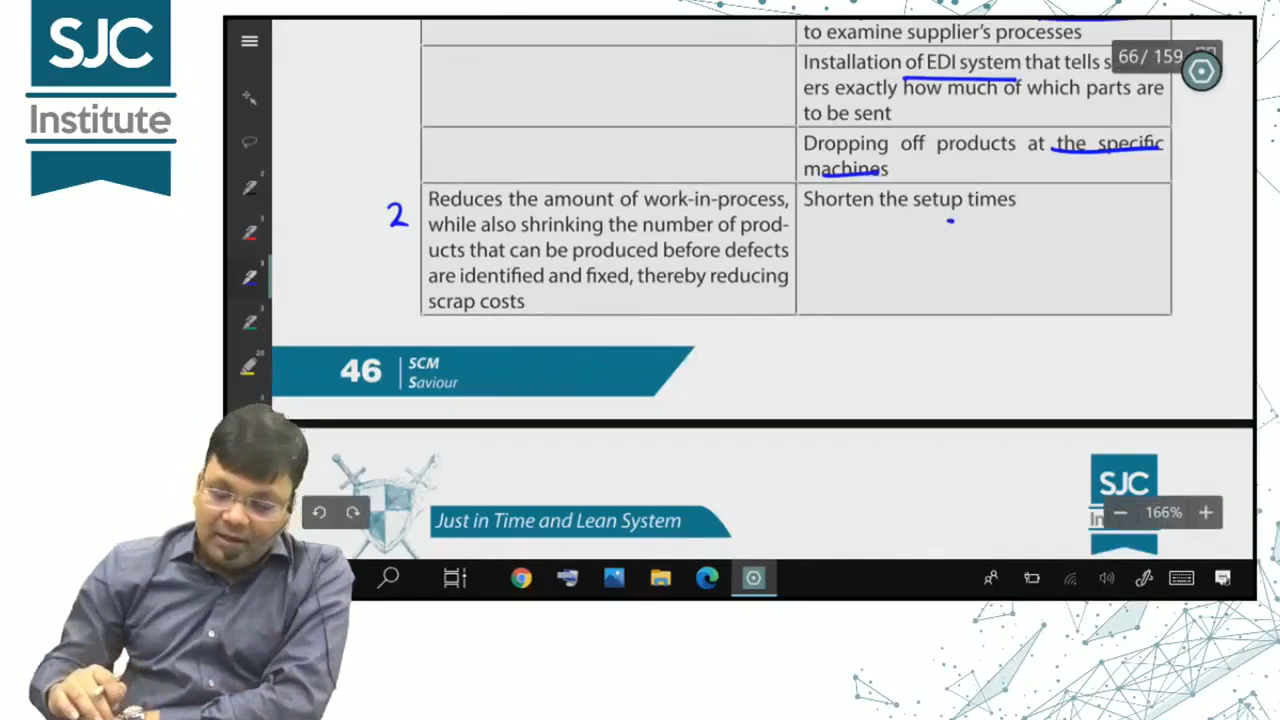 SJC
Institute
to examine supplier's processes
66 / 159
Installation of EDI system that tells s
ers exactly how much of which parts are
to be sent
Dropping off products at the specific
machines
2
Reduces the amount of work-in-process,
while also shrinking the number of prod-
ucts that can be produced before defects
are identified and fixed, thereby reducing
scrap costs
Shorten the setup times
46
SCM
Saviour
Just in Time and Lean System
SJC
166%